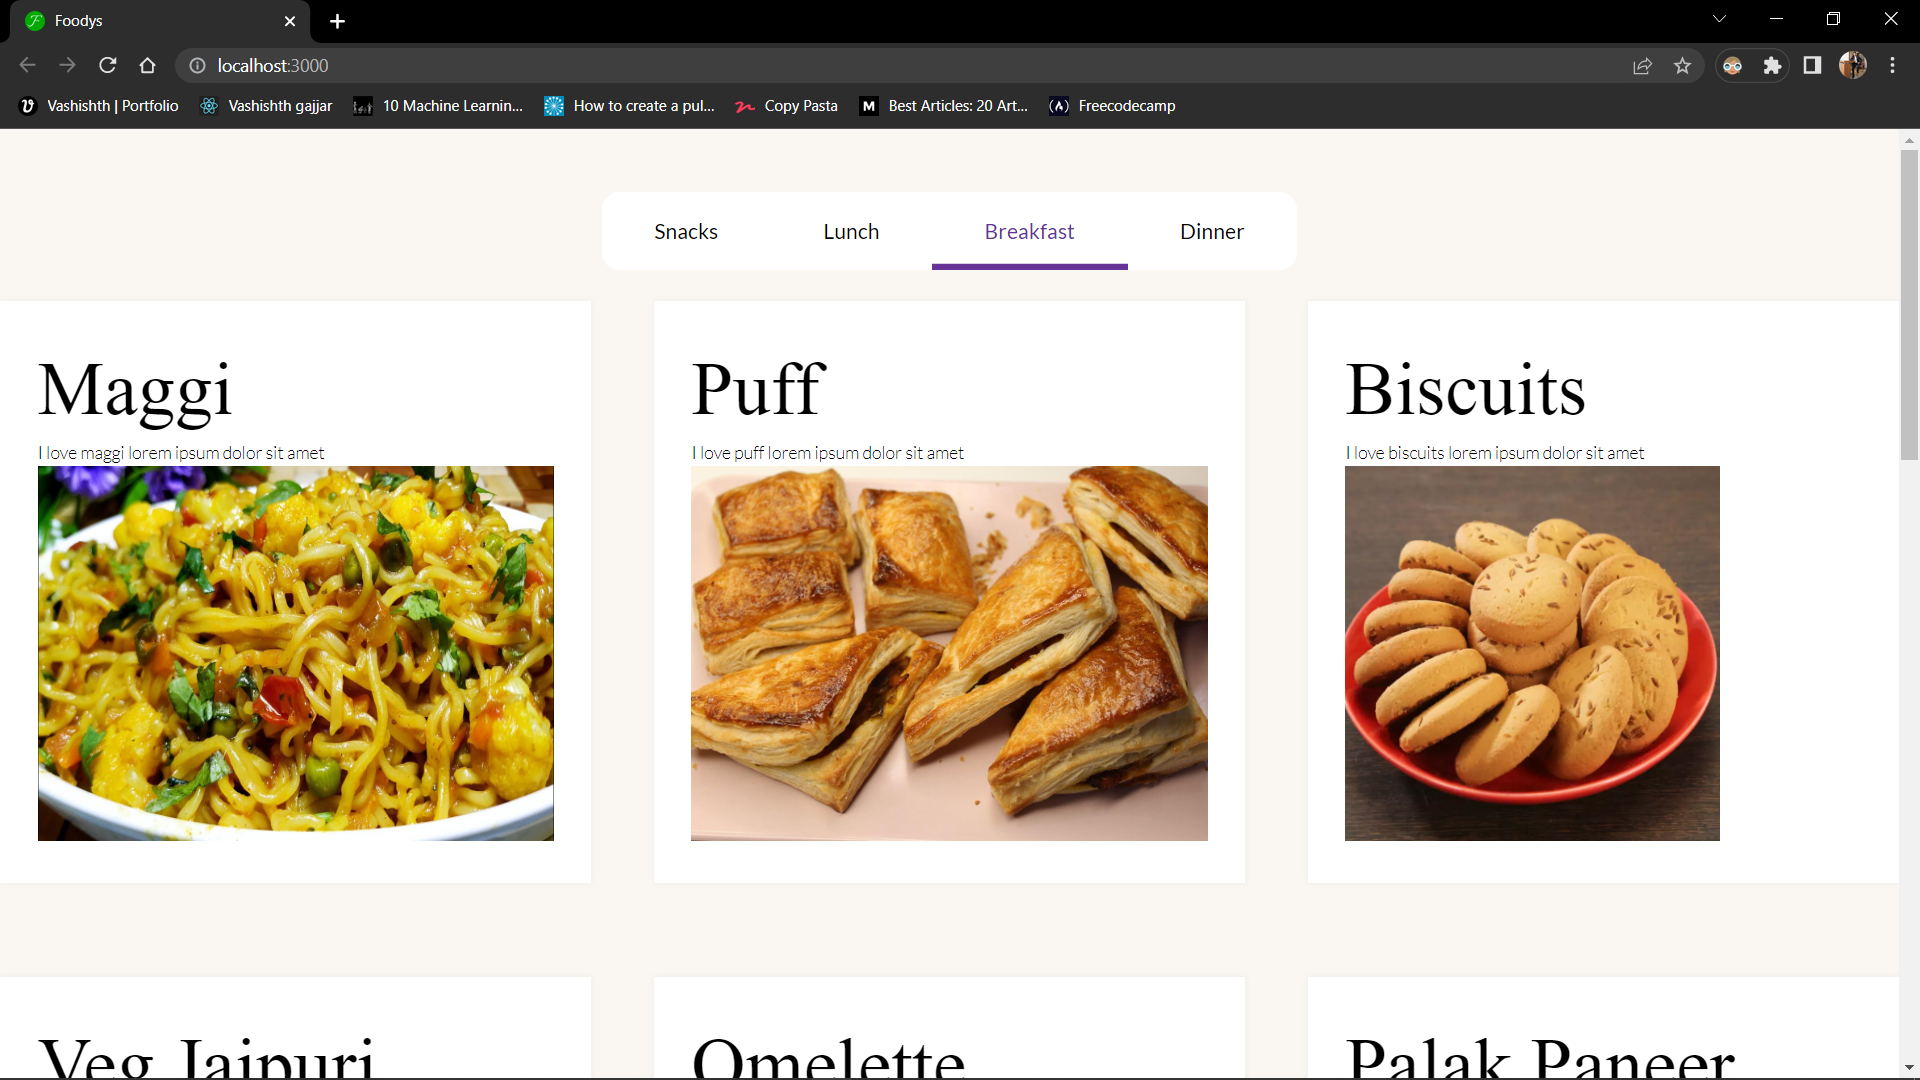 Foodys
localhost:3000
Vashishth | Portfolio
Vashishth gajjar
10 Machine Learnin...
How to create a pul...
Copy Pasta
M
Best Articles: 20 Art...
Freecodecamp
Snacks
Lunch
Breakfast
Dinner
Maggi
I love maggi lorem ipsum dolor sit amet
Puff
I love puff lorem ipsum dolor sit amet
Biscuits
I love biscuits lorem ipsum dolor sit amet
Veg Jaipuri
Omelette
Palak Paneer